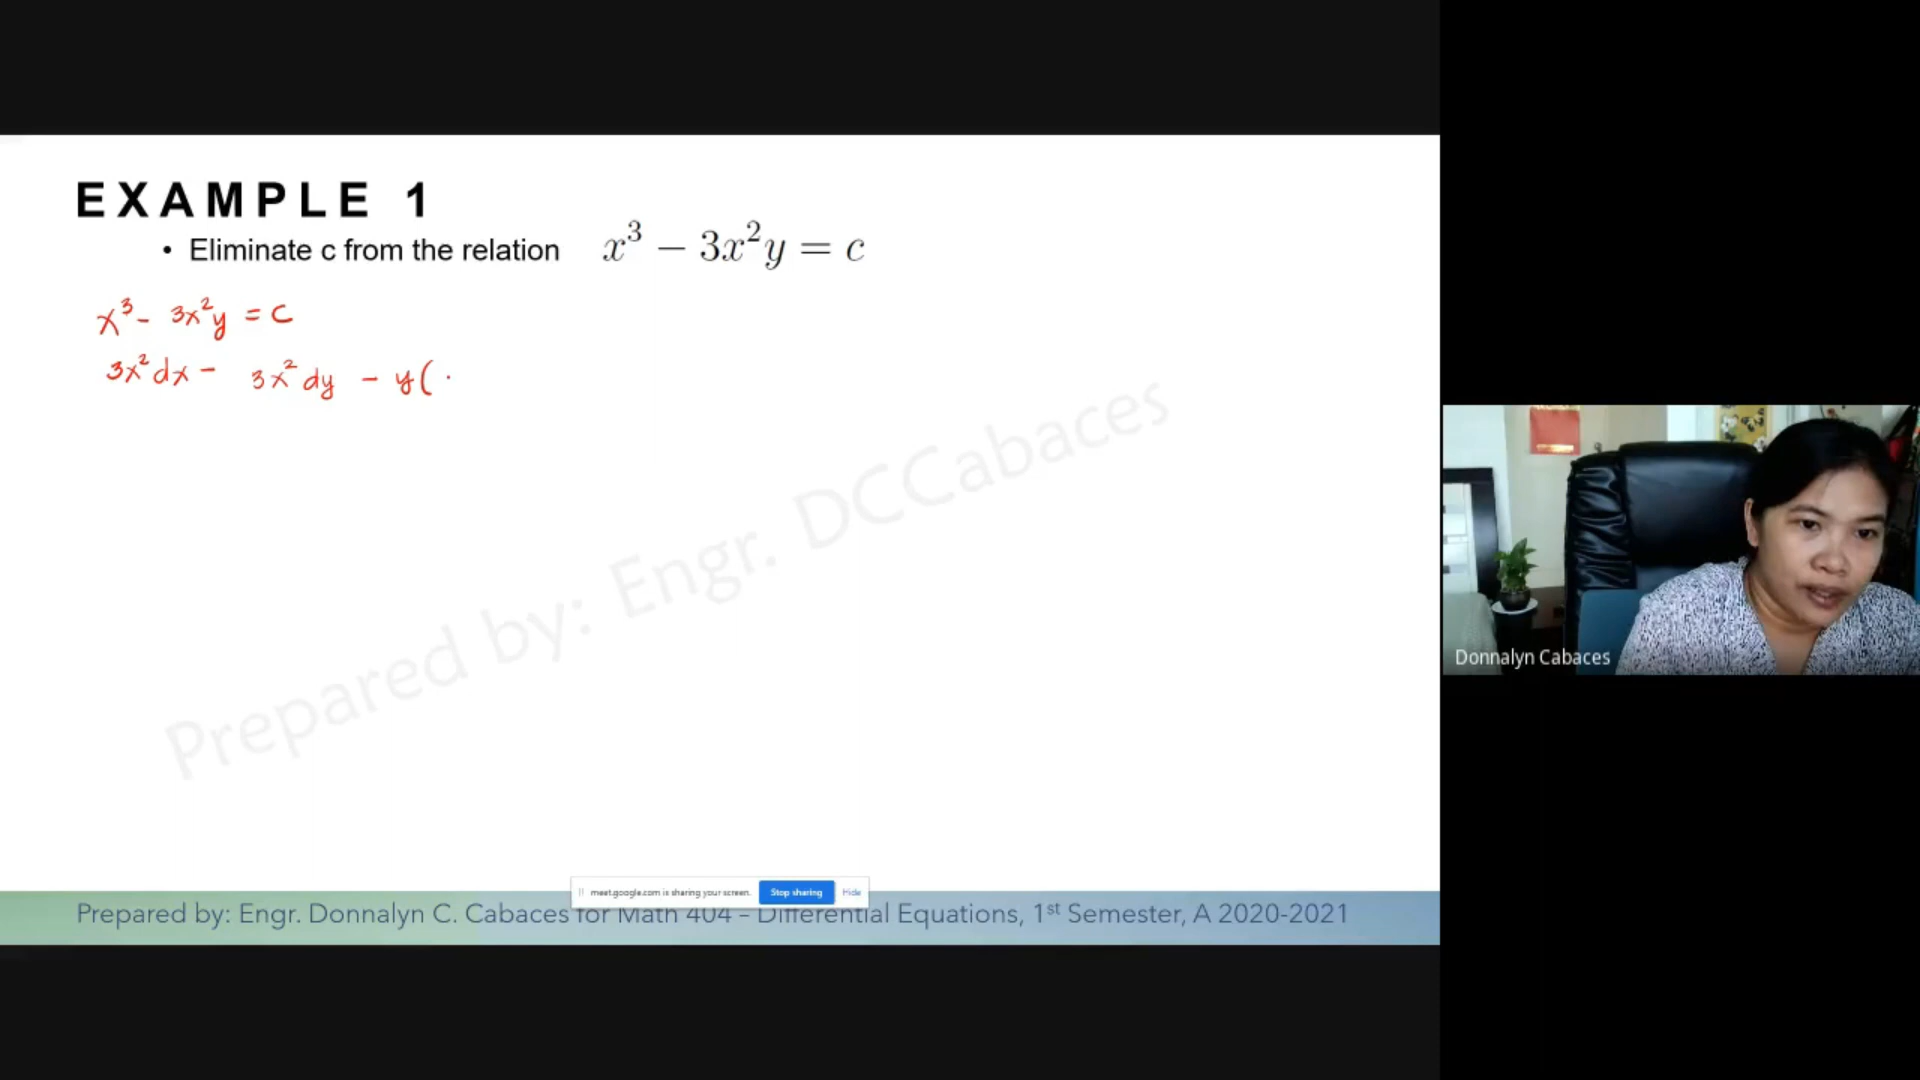 EXAMPLE 1
• Eliminate c from the relation x³ − 3x²y = c
x³ - 3x²y = c
3x²dx - 3x²dy - y(
Prepared by: Engr. DCCabaces
Donnalyn Cabaces
meet.google.com is sharing your screen. Stop sharing Hide
Prepared by: Engr. Donnalyn C. Cabaces for Math 404 – Differential Equations, 1st Semester, A 2020-2021